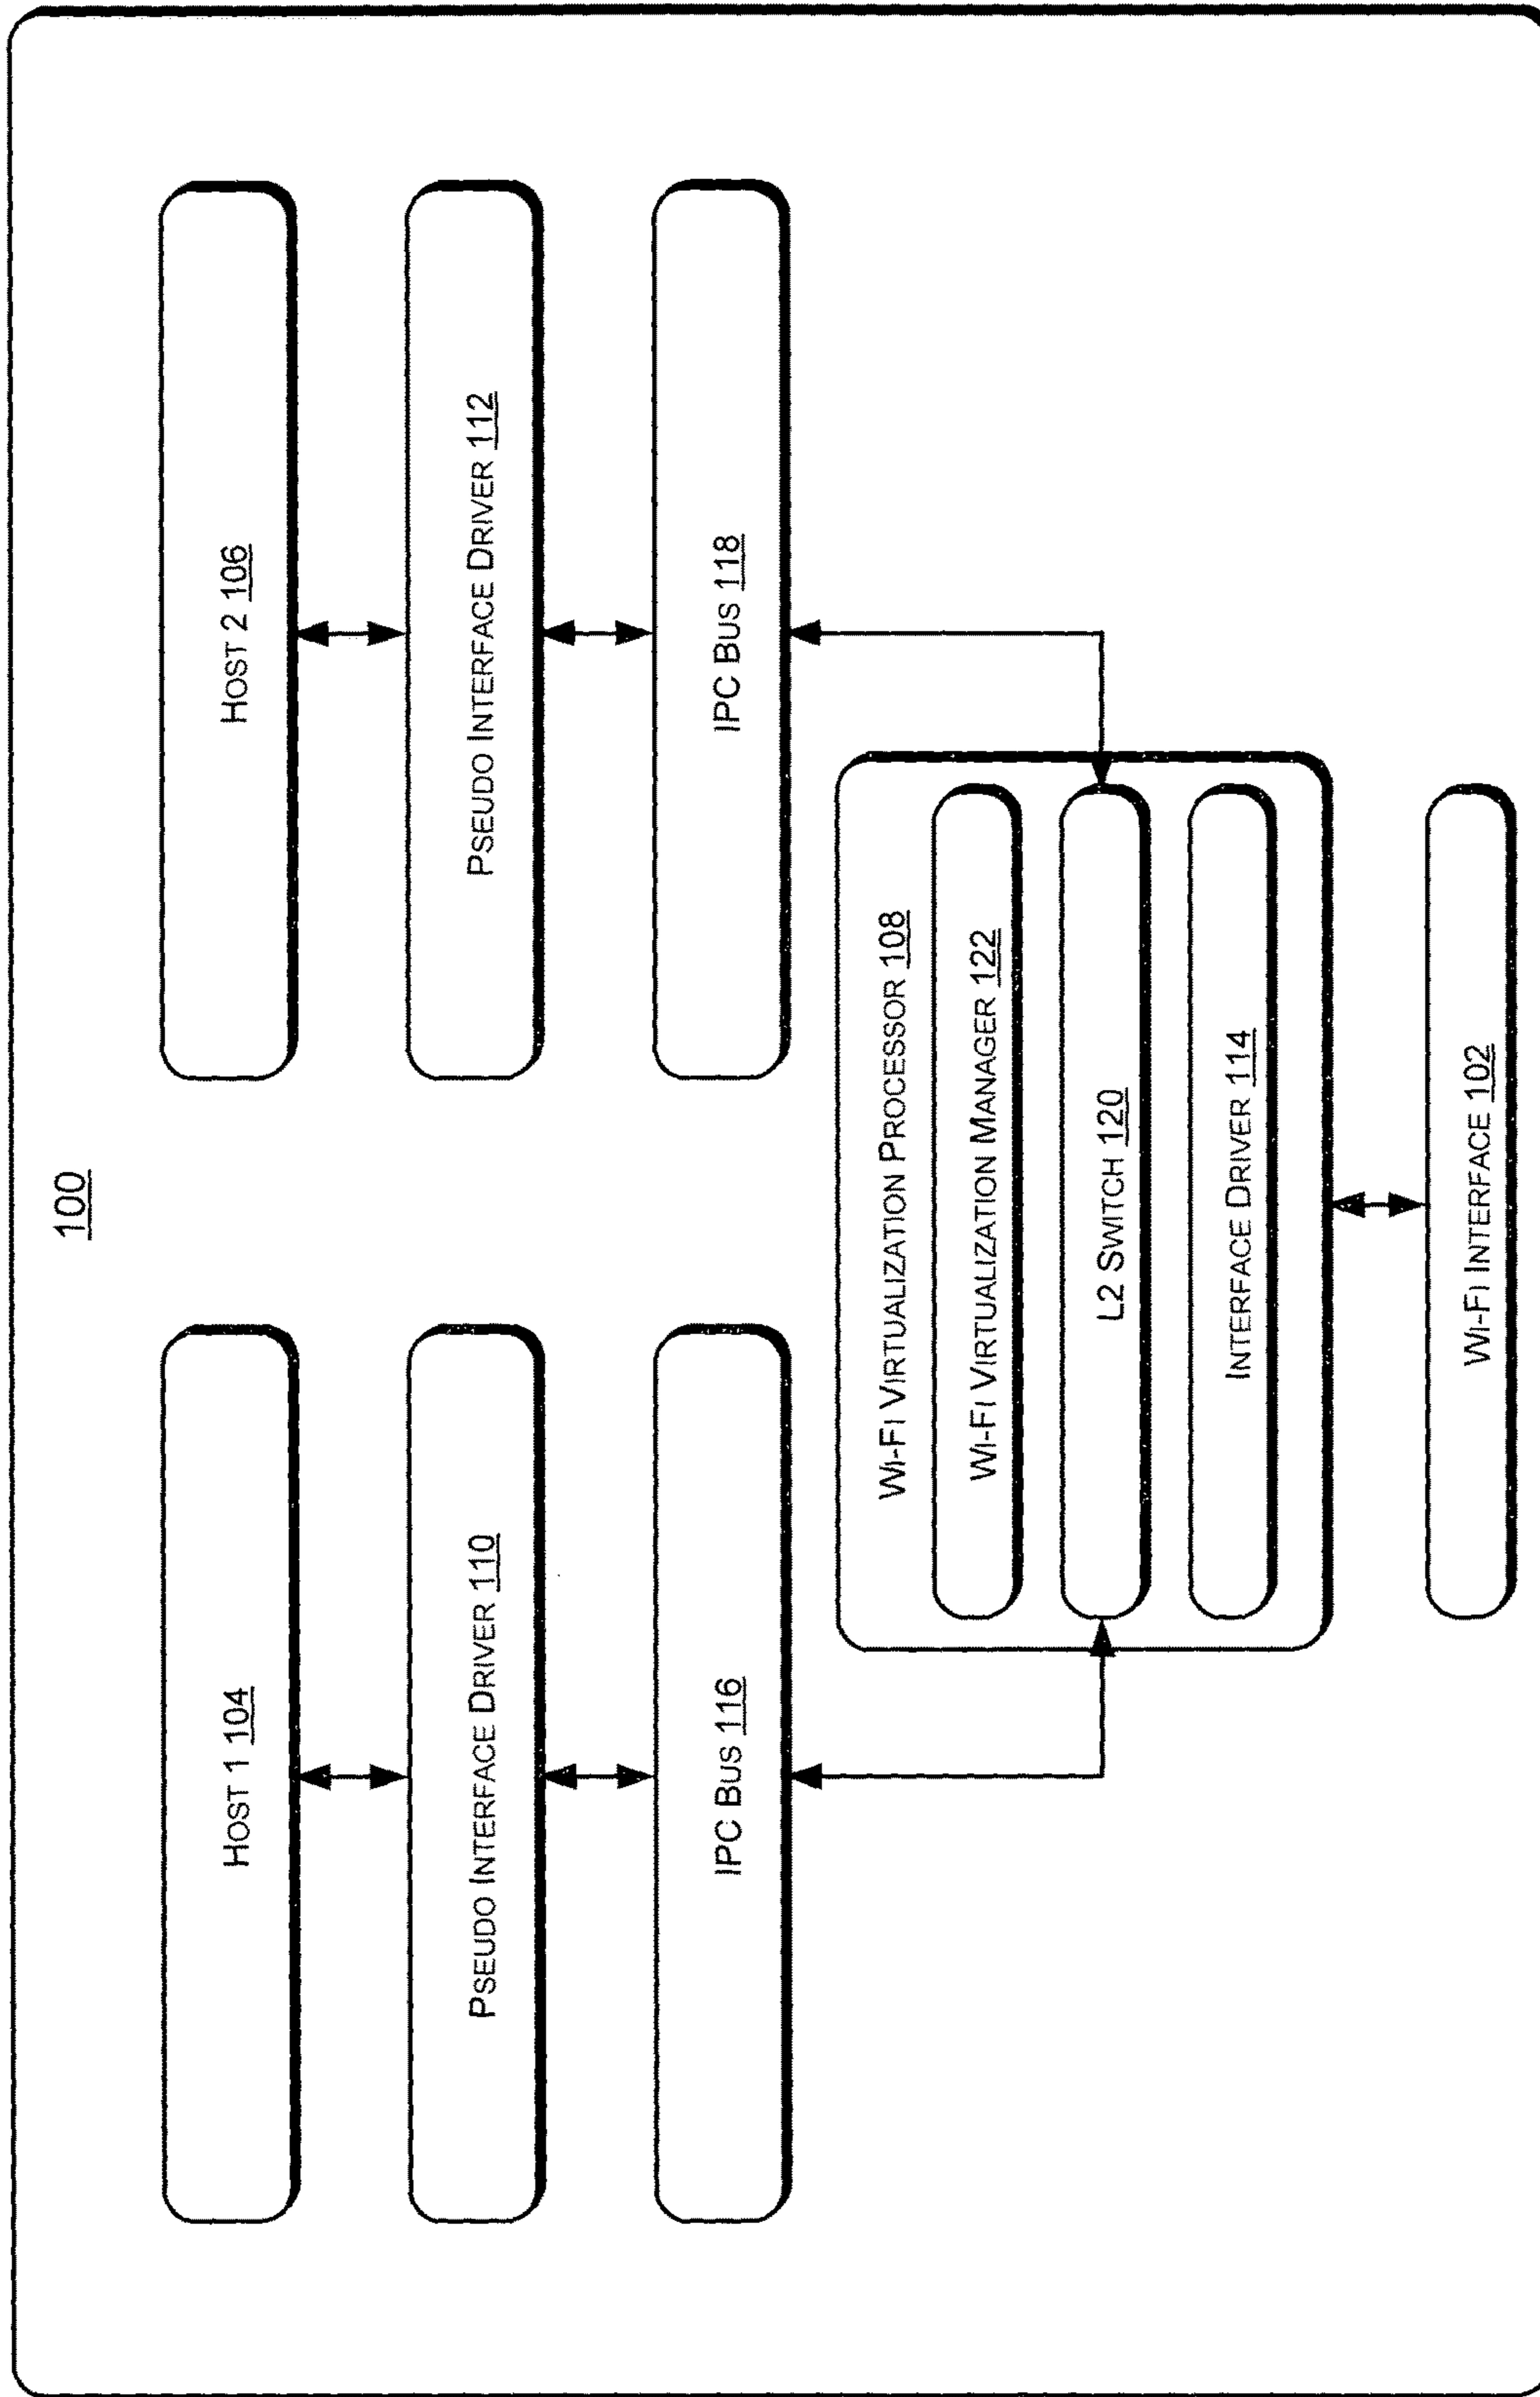 100
HOST 1 104
HOST 2 106
PSEUDO INTERFACE DRIVER 110
PSEUDO INTERFACE DRIVER 112
IPC BUS 116
IPC BUS 118
WI-FI VIRTUALIZATION PROCESSOR 108
WI-FI VIRTUALIZATION MANAGER 122
L2 SWITCH 120
INTERFACE DRIVER 114
WI-FI INTERFACE 102